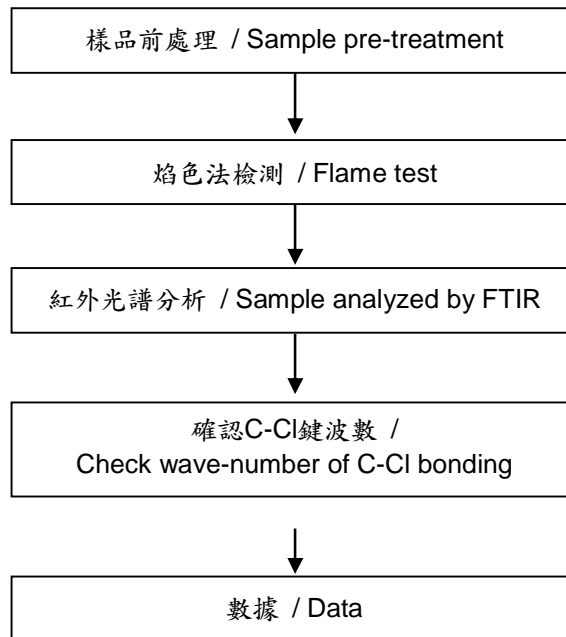 樣品前處理 / Sample pre-treatment
焰色法檢測 / Flame test
紅外光譜分析 / Sample analyzed by FTIR
確認C-Cl鍵波數 /
Check wave-number of C-Cl bonding
數據 / Data